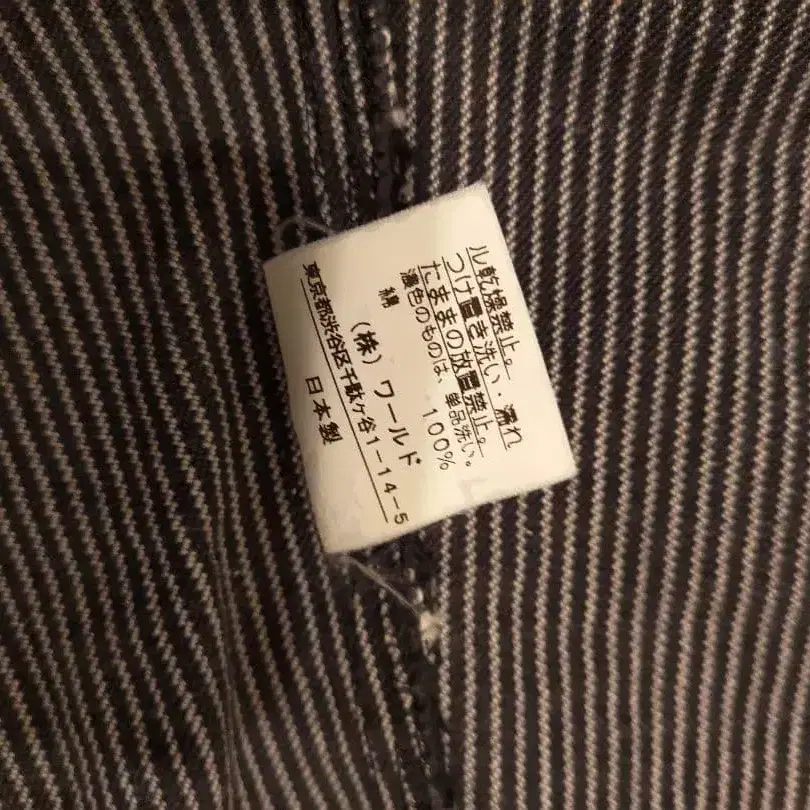 ル乾燥禁止。
つけ置き洗い・濡れ
たままの放置禁止。
濃色のものは、単品洗い。
綿 100%
(株) ワールド
東京都渋谷区千駄ヶ谷1-14-5
日本製